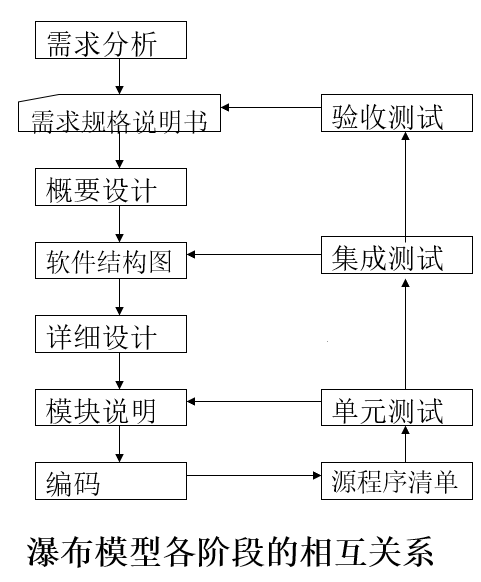 需求分析
需求规格说明书
验收测试
概要设计
软件结构图
集成测试
详细设计
模块说明
单元测试
编码
源程序清单
瀑布模型各阶段的相互关系